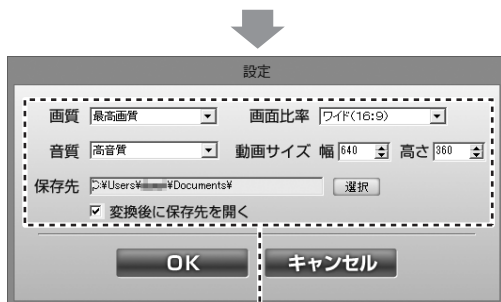 設定
画質 最高画質 画面比率 ワイド(16:9)
音質 高音質 動画サイズ 幅 640 高さ 360
保存先 :¥Users¥ ¥Documents¥ 選択
変換後に保存先を開く
OK キャンセル